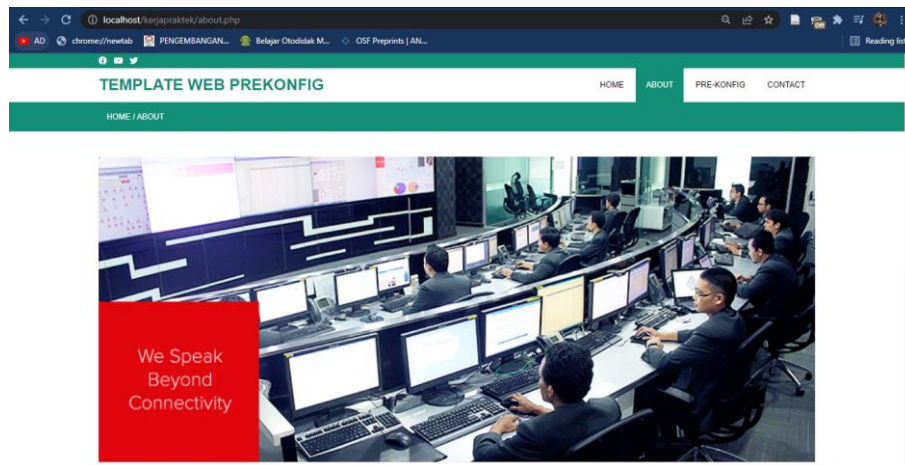 localhost/kerjapraktek/about.php
AD
chrome://newtab
PENGEMBANGAN...
Belajar Otodidak M...
OSF Preprints | AN...
Reading list
TEMPLATE WEB PREKONFIG
HOME
ABOUT
PRE-KONFIG
CONTACT
HOME / ABOUT
We Speak
Beyond
Connectivity